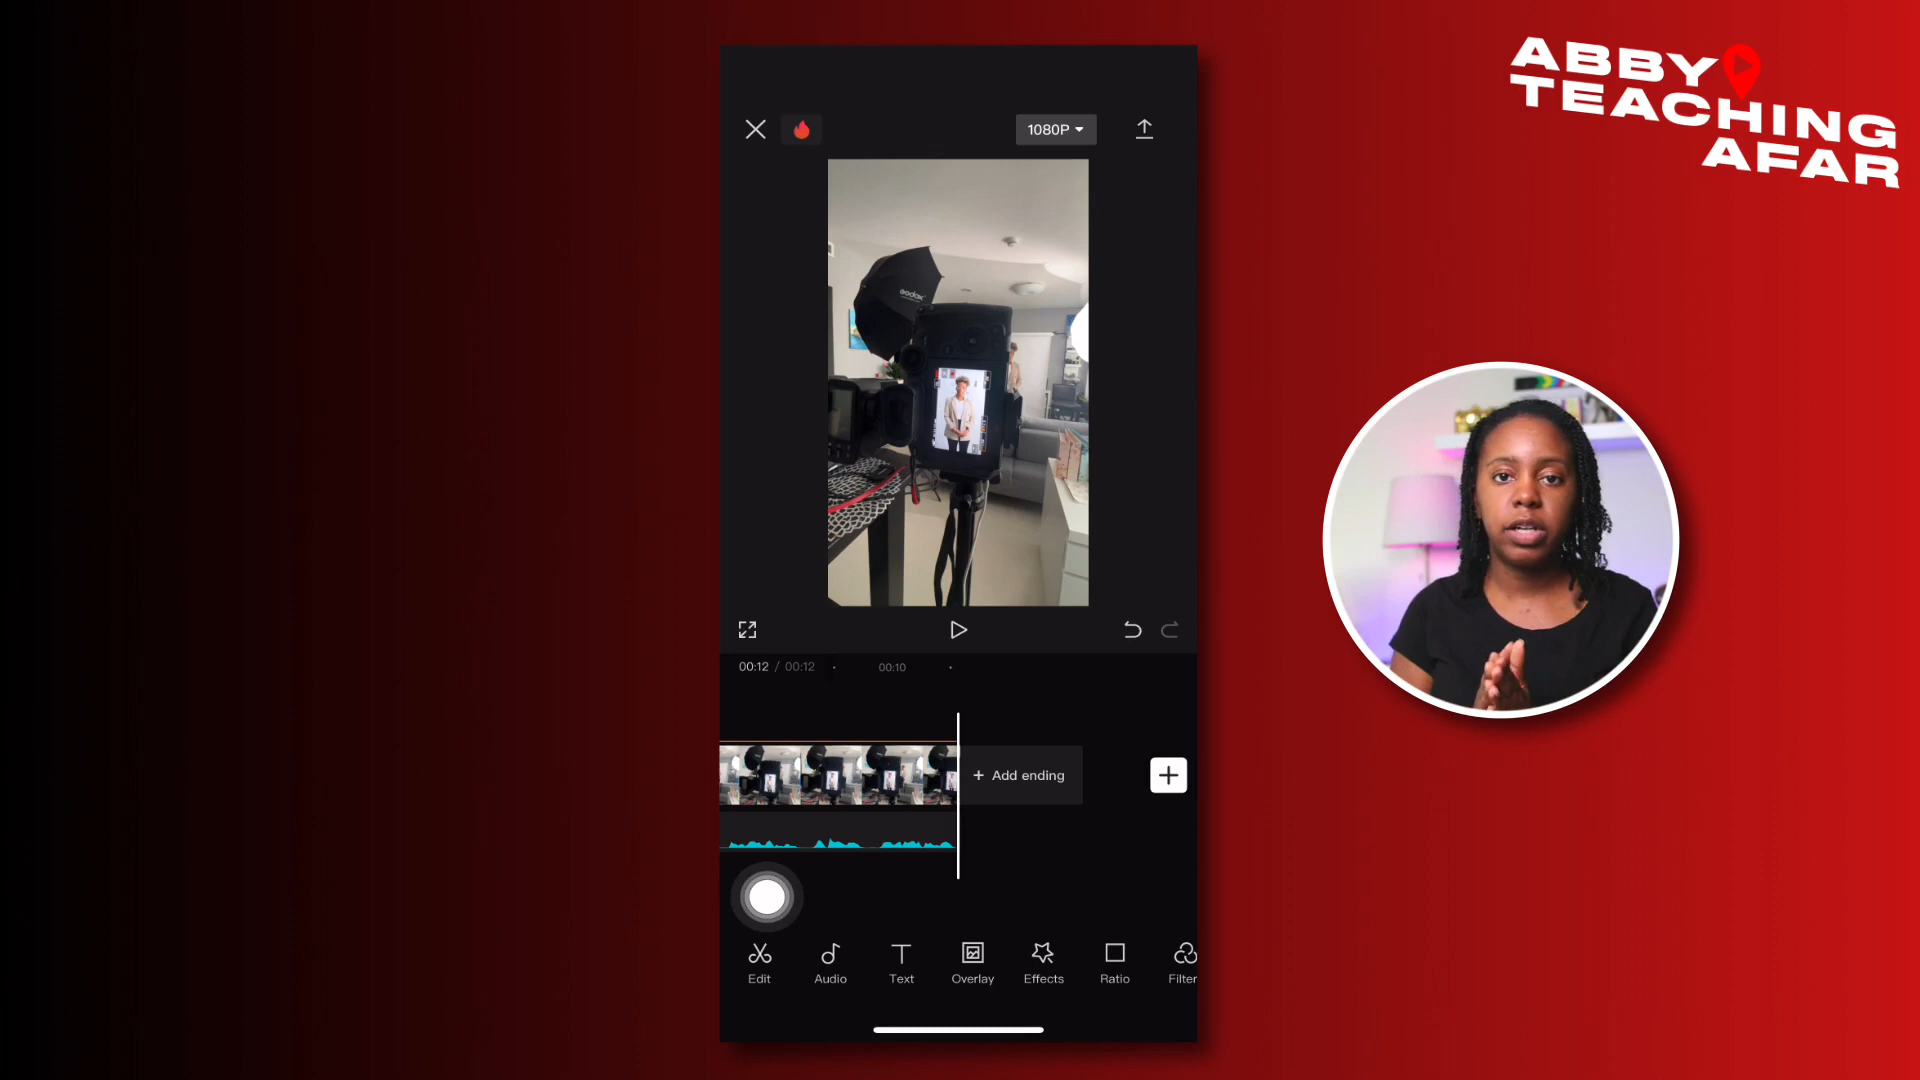 ABBY
TEACHING
AFAR
1080P
Godox
00:12 / 00:12
00:10
+ Add ending
Edit
Audio
Text
Overlay
Effects
Ratio
Filter